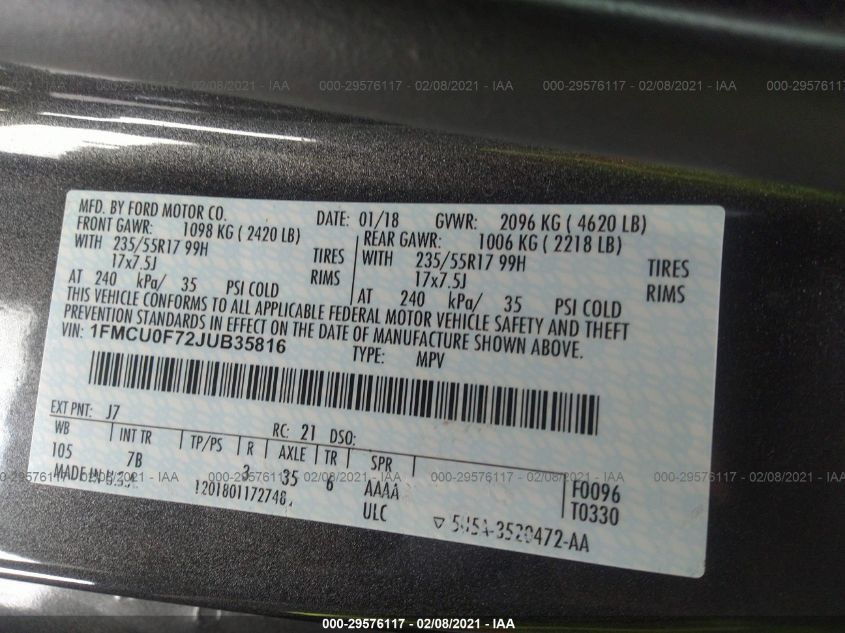 IAA 000-29576117 - 02/08/2021 - IAA 000-29576117 - 02/08/2021 - IAA 000-29576117
MFD. BY FORD MOTOR CO. DATE: 01/18 GVWR: 2096 KG ( 4620 LB)
FRONT GAWR: 1098 KG ( 2420 LB) REAR GAWR: 1006 KG ( 2218 LB)
WITH 235/55R17 99H TIRES WITH 235/55R17 99H TIRES
17x7.5J RIMS 17x7.5J RIMS
AT 240 kPa/ 35 PSI COLD AT 240 kPa/ 35 PSI COLD
THIS VEHICLE CONFORMS TO ALL APPLICABLE FEDERAL MOTOR VEHICLE SAFETY AND THEFT
PREVENTION STANDARDS IN EFFECT ON THE DATE OF MANUFACTURE SHOWN ABOVE.
VIN: 1FMCU0F72JUB35816
TYPE: MPV
EXT PNT: J7 RC: 21 DSO:
WB INT TR TP/PS R AXLE TR SPR
105 7B 3 35 6 AAAA F0096
MADE IN ULC T0330
-3520472-AA
000-29576117 - 02/08/2021 - IAA 000-29576117 - 02/08/2021 - IAA 000-29576117 - 02/08/2021 - IAA
000-29576117 - 02/08/2021 - IAA